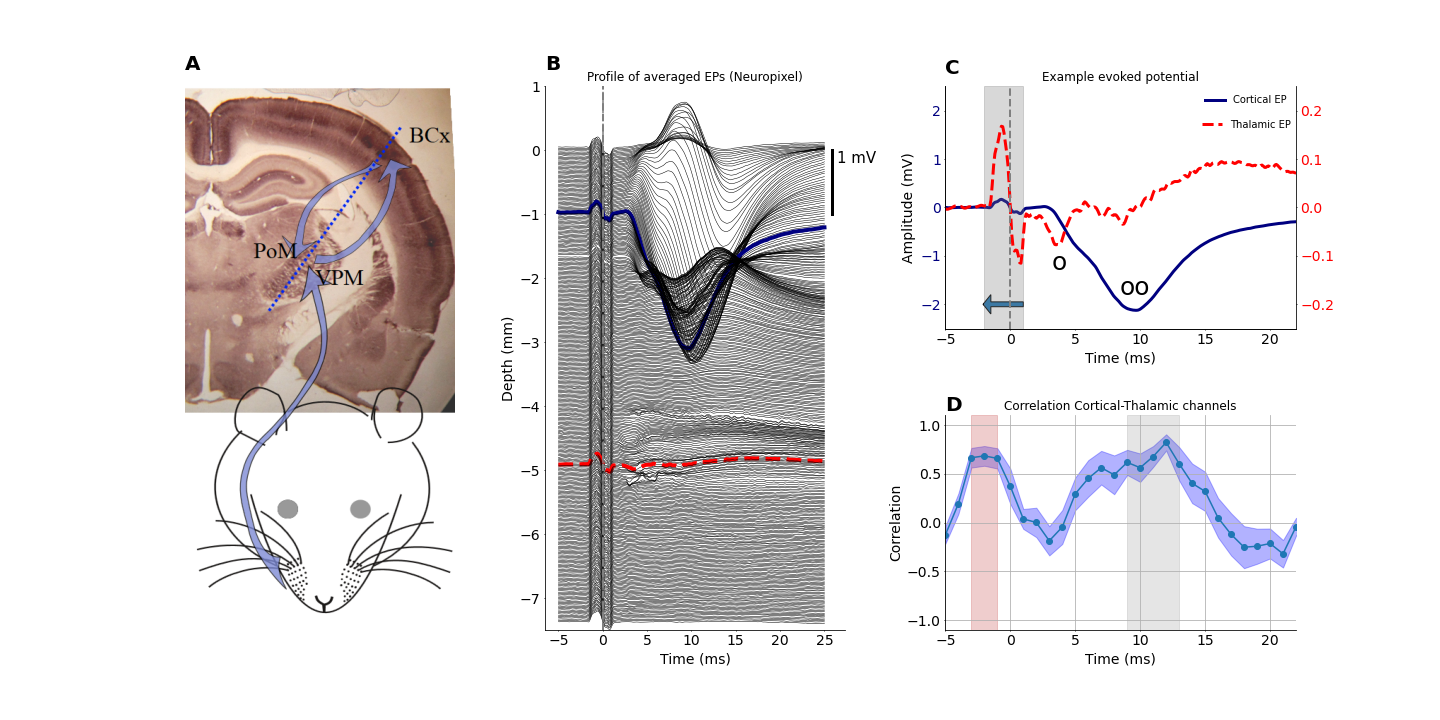 A
BCx
PoM
VPM
B
Profile of averaged EPs (Neuropixel)
Depth (mm)
1
0
−1
−2
−3
−4
−5
−6
−7
1 mV
−5 0 5 10 15 20 25
Time (ms)
C
Example evoked potential
Cortical EP
Thalamic EP
Amplitude (mV)
2
1
0
−1
−2
0.2
0.1
0.0
−0.1
−0.2
o
oo
−5 0 5 10 15 20
Time (ms)
D
Correlation Cortical-Thalamic channels
Correlation
1.0
0.5
0.0
−0.5
−1.0
−5 0 5 10 15 20
Time (ms)